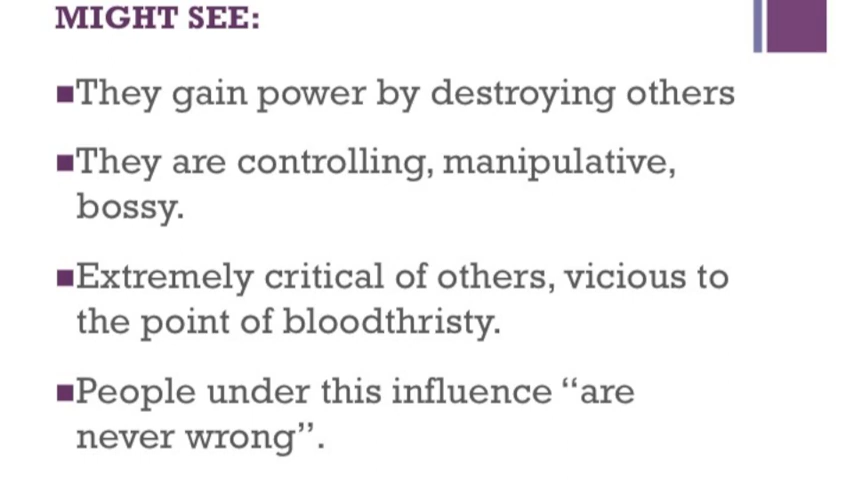 MIGHT SEE:
■They gain power by destroying others
■They are controlling, manipulative,
bossy.
■Extremely critical of others, vicious to
the point of bloodthristy.
■People under this influence “are
never wrong”.